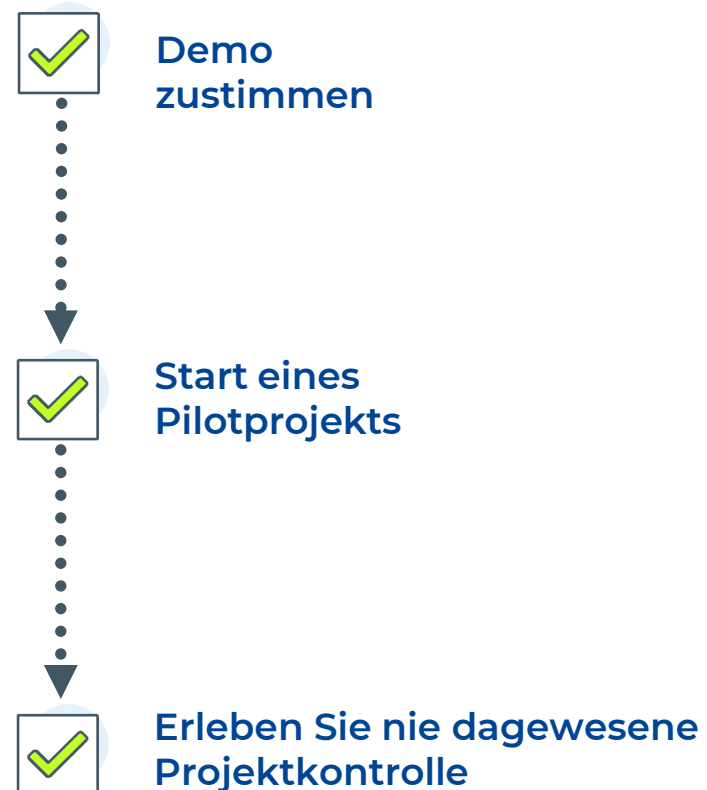 Demo
zustimmen
Start eines
Pilotprojekts
Erleben Sie nie dagewesene
Projektkontrolle